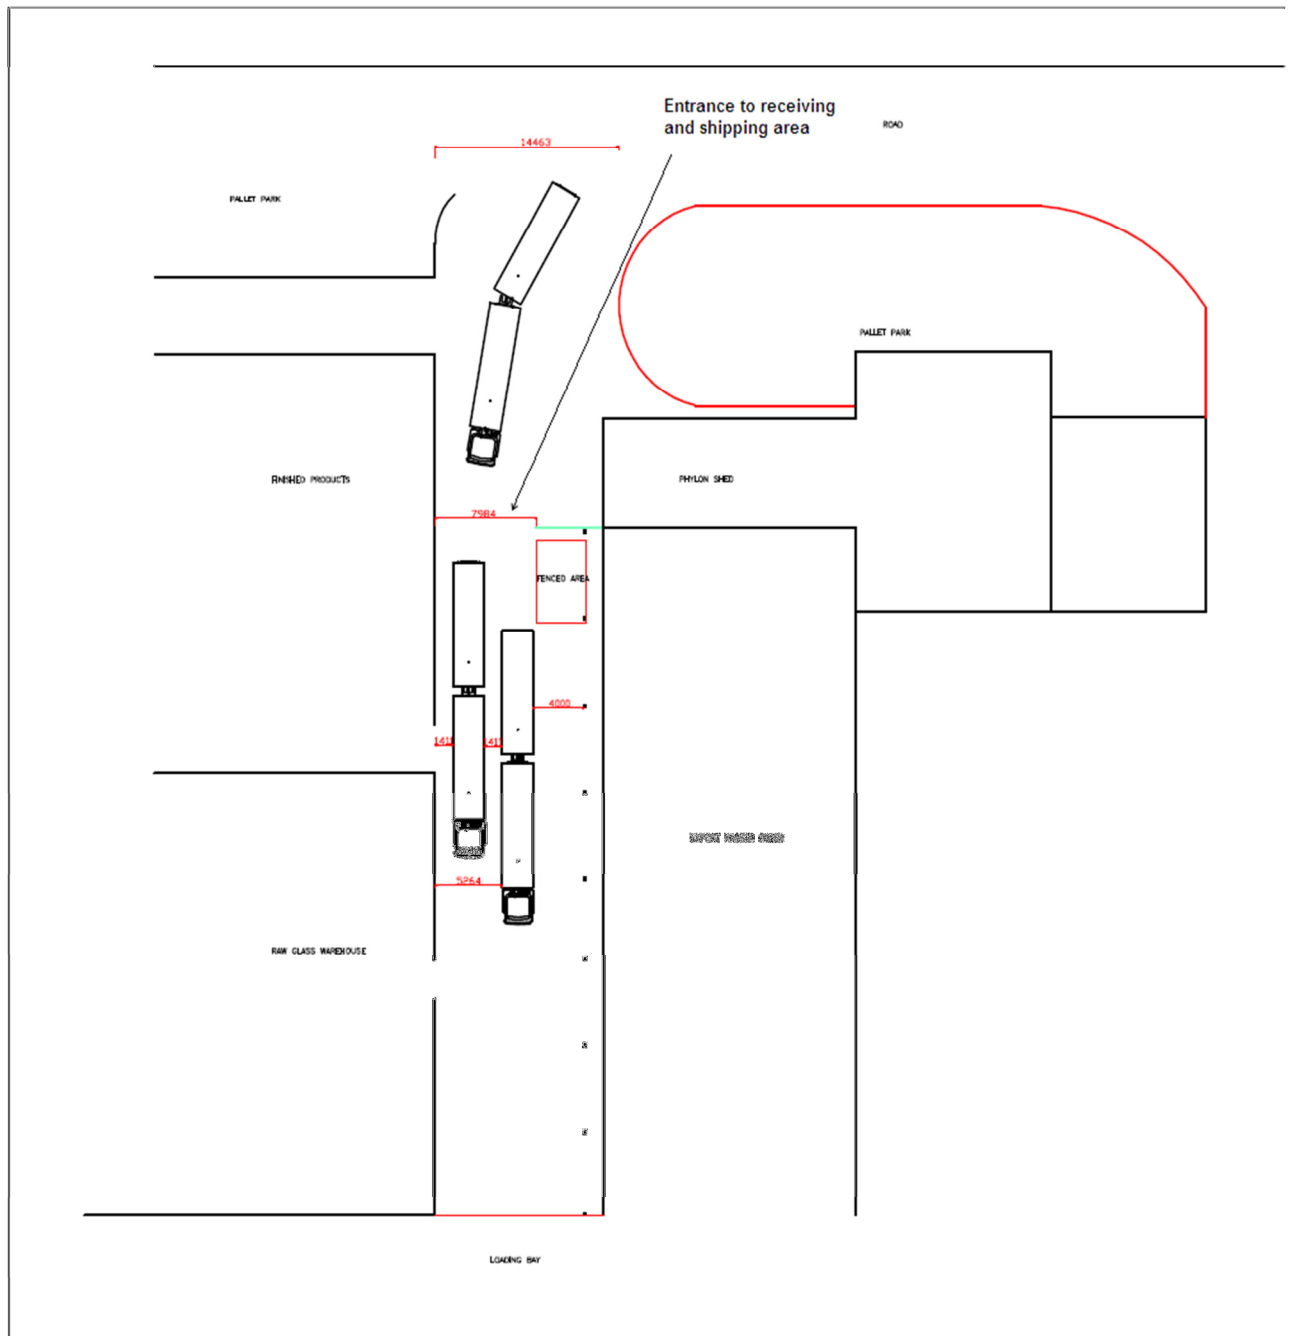 Entrance to receiving
and shipping area
ROAD
14463
PALLET PARK
PALLET PARK
FINISHED PRODUCTS
PHYLON SHED
7984
FENCED AREA
4000
5264
RAW GLASS WAREHOUSE
LOADING BAY